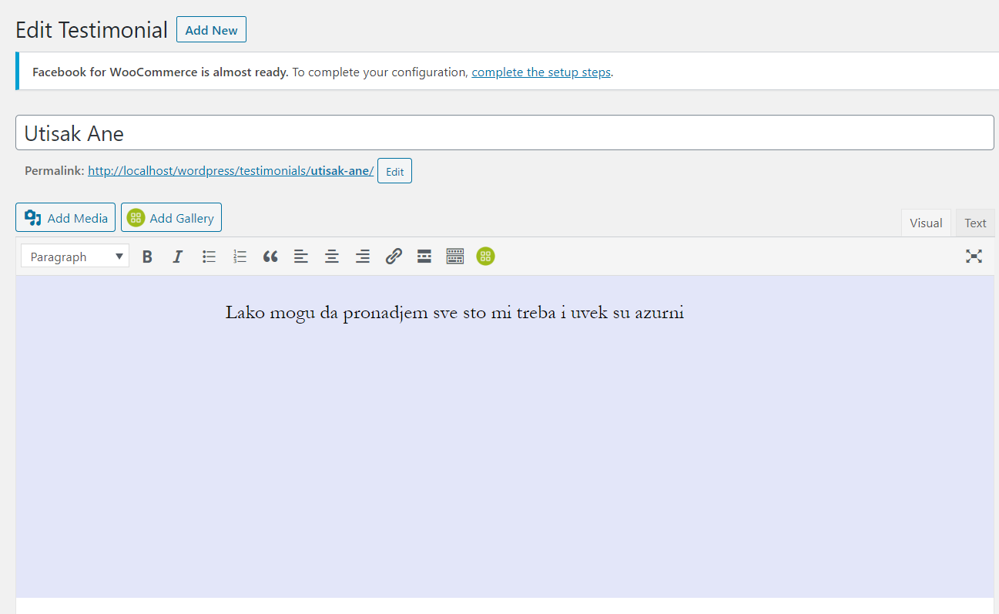 Edit Testimonial Add New
Facebook for WooCommerce is almost ready. To complete your configuration, complete the setup steps.
Utisak Ane
Permalink: http://localhost/wordpress/testimonials/utisak-ane/ Edit
Add Media Add Gallery
Visual Text
Paragraph
Lako mogu da pronadjem sve sto mi treba i uvek su azurni